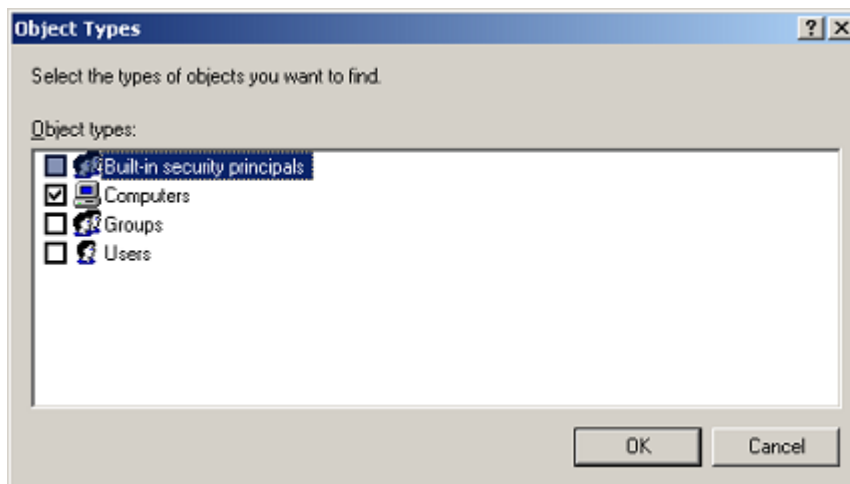 Object Types
Select the types of objects you want to find.
Object types:
Built-in security principals
Computers
Groups
Users
OK
Cancel